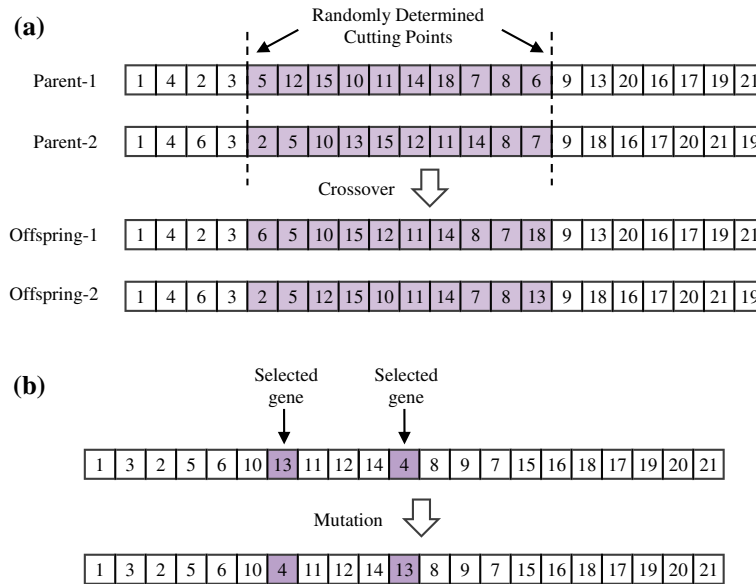 (a)
Randomly Determined
Cutting Points
Parent-1 1 4 2 3 5 12 15 10 11 14 18 7 8 6 9 13 20 16 17 19 21
Parent-2 1 4 6 3 2 5 10 13 15 12 11 14 8 7 9 18 16 17 20 21 19
Crossover
Offspring-1 1 4 2 3 6 5 10 15 12 11 14 8 7 18 9 13 20 16 17 19 21
Offspring-2 1 4 6 3 2 5 12 15 10 11 14 7 8 13 9 18 16 17 20 21 19
(b)
Selected gene
Selected gene
1 3 2 5 6 10 13 11 12 14 4 8 9 7 15 16 18 17 19 20 21
Mutation
1 3 2 5 6 10 4 11 12 14 13 8 9 7 15 16 18 17 19 20 21